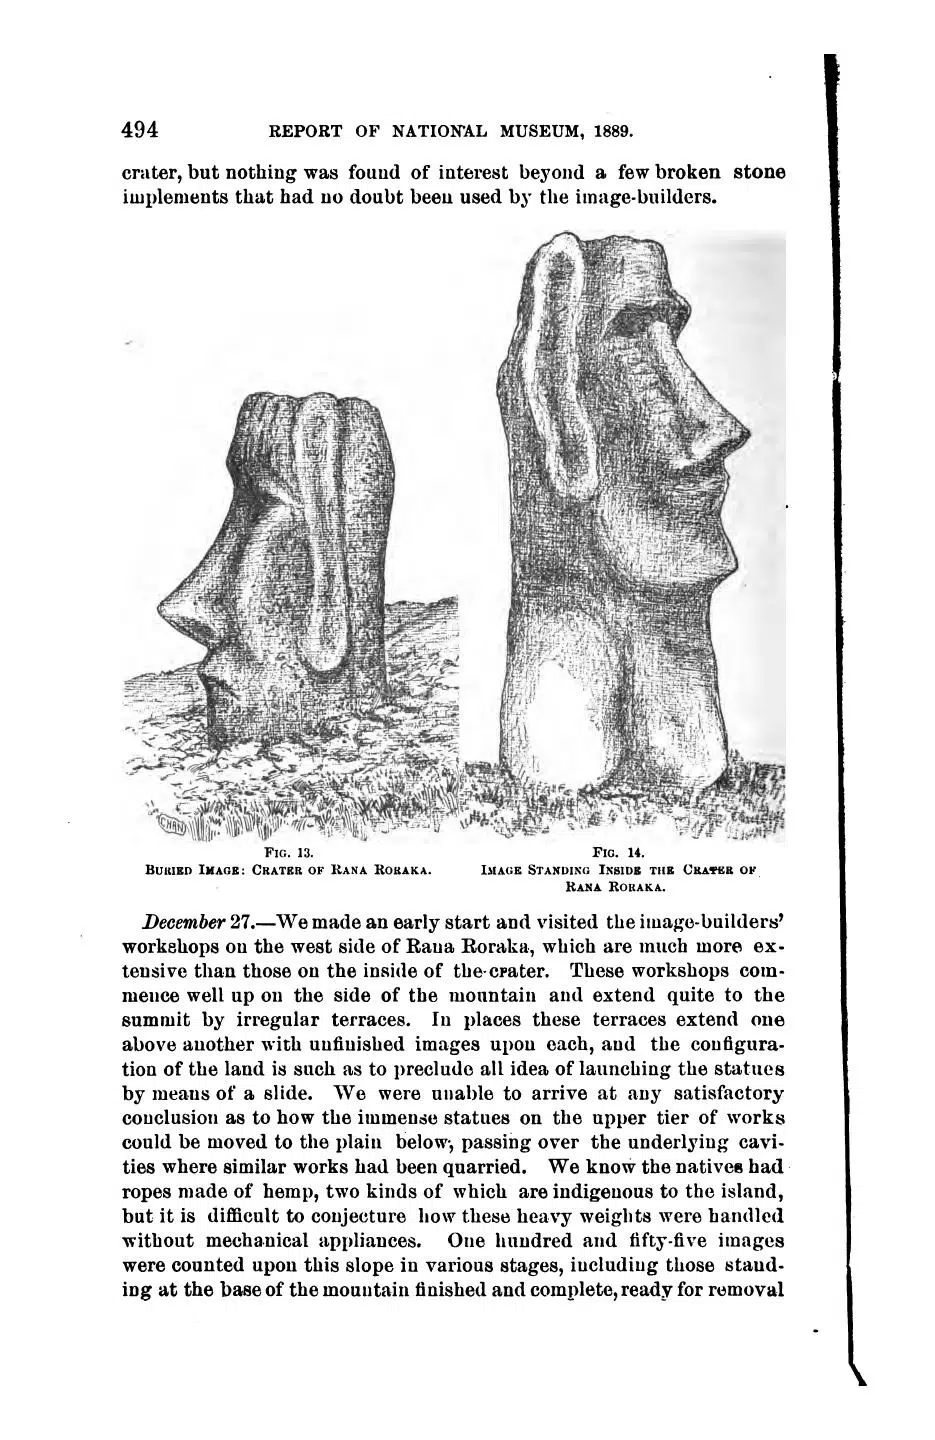 494 REPORT OF NATIONAL MUSEUM, 1889.
crater, but nothing was found of interest beyond a few broken stone
implements that had no doubt been used by the image-builders.
CHAN
FIG. 13.
BURIED IMAGE: CRATER OF RANA RORAKA.
FIG. 14.
IMAGE STANDING INSIDE THE CRATER OF
RANA RORAKA.
December 27.—We made an early start and visited the image-builders'
workshops on the west side of Rana Roraka, which are much more ex-
tensive than those on the inside of the crater. These workshops com-
mence well up on the side of the mountain and extend quite to the
summit by irregular terraces. In places these terraces extend one
above another with unfinished images upon each, and the configura-
tion of the land is such as to preclude all idea of launching the statues
by means of a slide. We were unable to arrive at any satisfactory
conclusion as to how the immense statues on the upper tier of works
could be moved to the plain below, passing over the underlying cavi-
ties where similar works had been quarried. We know the natives had
ropes made of hemp, two kinds of which are indigenous to the island,
but it is difficult to conjecture how these heavy weights were handled
without mechanical appliances. One hundred and fifty-five images
were counted upon this slope in various stages, including those stand-
ing at the base of the mountain finished and complete, ready for removal